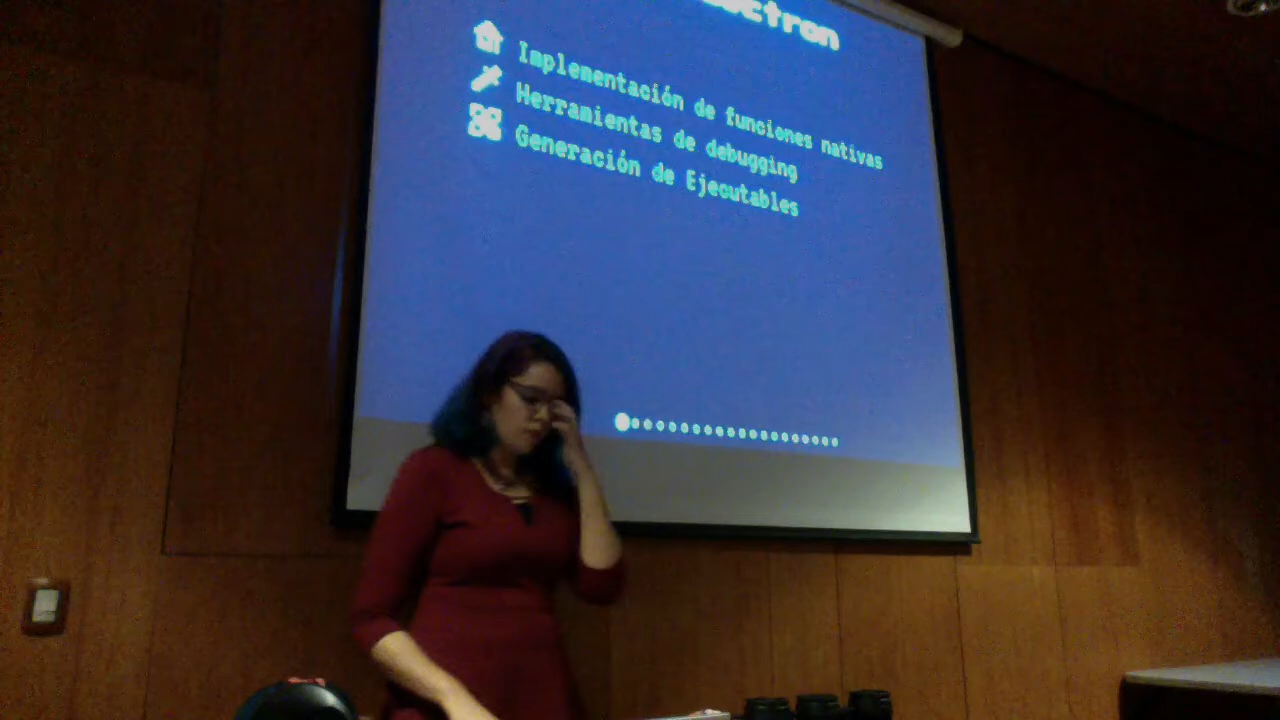 Implementación de funciones nativas
Herramientas de debugging
Generación de Ejecutables